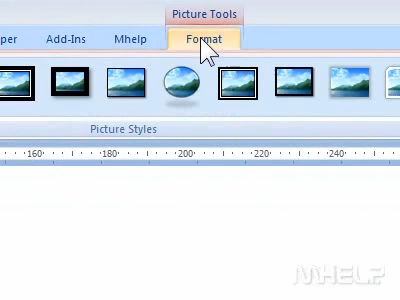 Picture Tools
per Add-Ins Mhelp Format
Picture Styles
160 180 200 220 240
MHELP